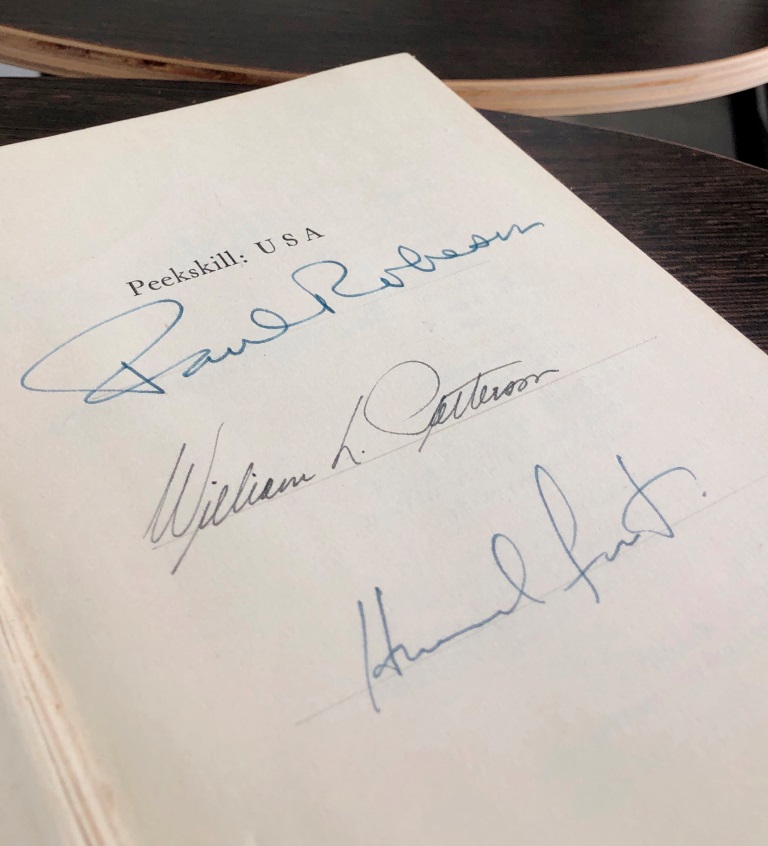 Peekskill: USA
Paul Robeson
William L. Patterson
Howard Fast